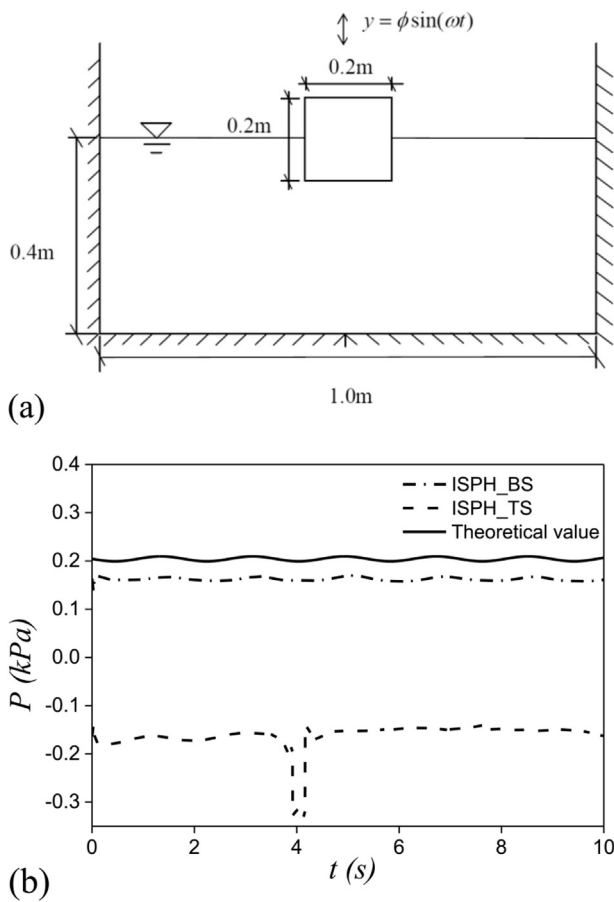 y = ϕ sin(ωt)
0.2m
0.2m
0.4m
1.0m
(a)
0.4
0.3
0.2
0.1
0.0
-0.1
-0.2
-0.3
P (kPa)
ISPH_BS
ISPH_TS
Theoretical value
0 2 4 6 8 10
t (s)
(b)